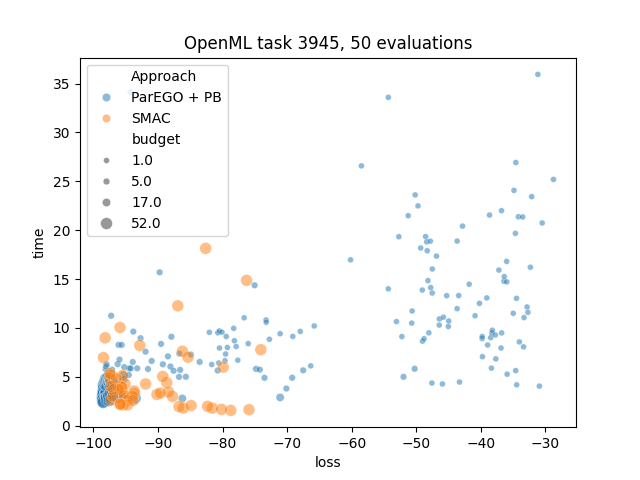 OpenML task 3945, 50 evaluations
Approach
ParEGO + PB
SMAC
budget
1.0
5.0
17.0
52.0
time
35
30
25
20
15
10
5
0
−100
−90
−80
−70
−60
−50
−40
−30
loss